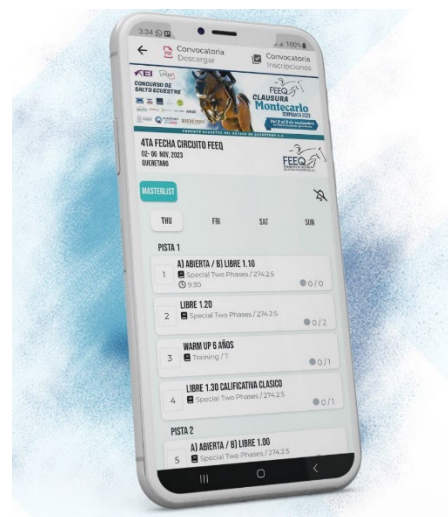 3:34
100%
Convocatoria
Descargar
Convocatoria
Inscripciones
FEI
CONCURSO DE
SALTO ECUESTRE
FEEQ
CLAUSURA
Montecarlo
4TA FECHA CIRCUITO FEEQ
02- 06 NOV. 2023
QUERETARO
FEEQ
MASTERLIST
THU FRI SAT SUN
PISTA 1
1 A) ABIERTA / B) LIBRE 1.10
Special Two Phases / 274.2.5
9:30 0/0
2 LIBRE 1.20
Special Two Phases / 274.2.5
0/2
3 WARM UP 6 AÑOS
Training / T
0/1
4 LIBRE 1.30 CALIFICATIVA CLASICO
Special Two Phases / 274.2.5
0/1
PISTA 2
5 A) ABIERTA / B) LIBRE 1.00
Special Two Phases / 274.2.5